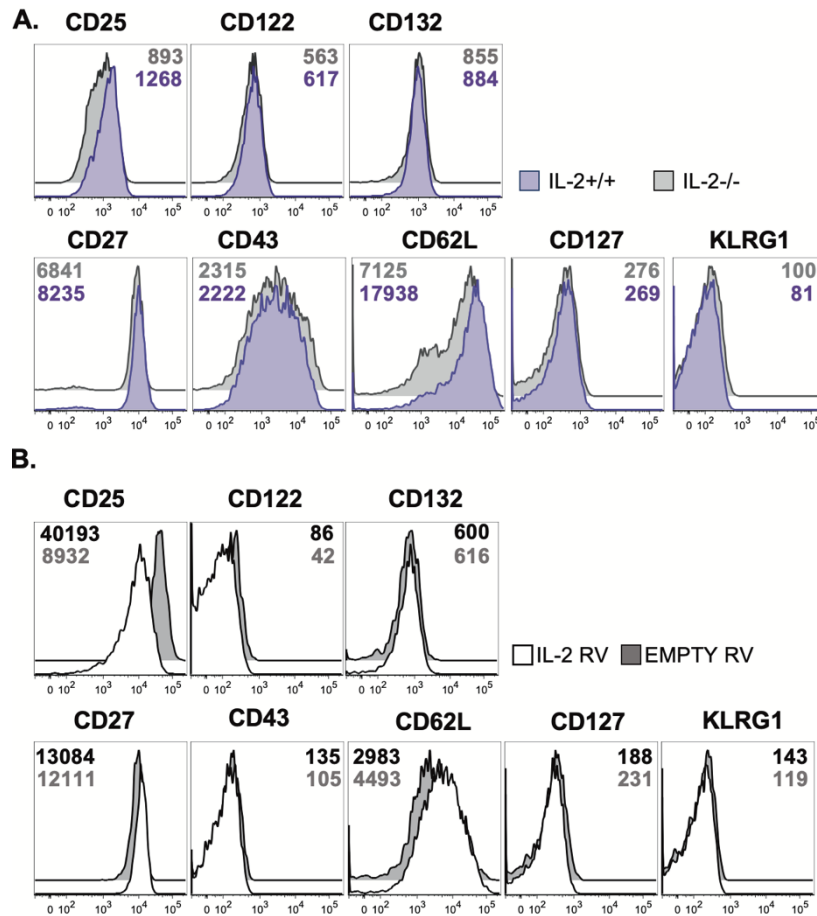 A.
CD25 CD122 CD132
893 563 855
1268 617 884
0 10² 10³ 10⁴ 10⁵ 0 10² 10³ 10⁴ 10⁵ 0 10² 10³ 10⁴ 10⁵
IL-2+/+ IL-2-/-
CD27 CD43 CD62L CD127 KLRG1
6841 2315 7125 276 100
8235 2222 17938 269 81
0 10² 10³ 10⁴ 10⁵ 0 10² 10³ 10⁴ 10⁵ 0 10² 10³ 10⁴ 10⁵ 0 10² 10³ 10⁴ 10⁵ 0 10² 10³ 10⁴ 10⁵
B.
CD25 CD122 CD132
40193 86 600
8932 42 616
0 10² 10³ 10⁴ 10⁵ 0 10² 10³ 10⁴ 10⁵ 0 10² 10³ 10⁴ 10⁵
IL-2 RV EMPTY RV
CD27 CD43 CD62L CD127 KLRG1
13084 135 2983 188 143
12111 105 4493 231 119
0 10² 10³ 10⁴ 10⁵ 0 10² 10³ 10⁴ 10⁵ 0 10² 10³ 10⁴ 10⁵ 0 10² 10³ 10⁴ 10⁵ 0 10² 10³ 10⁴ 10⁵